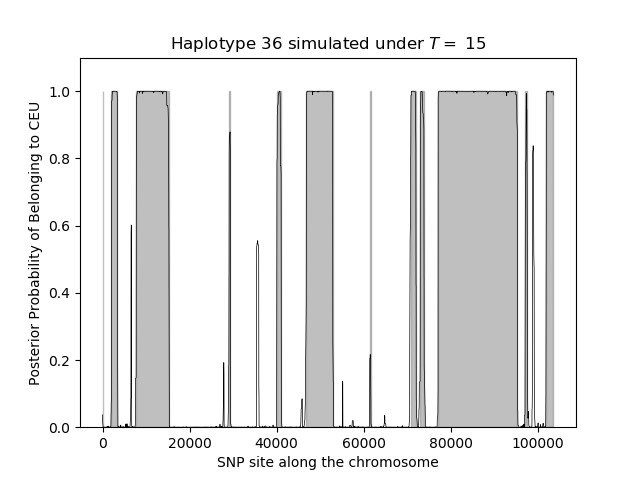 Haplotype 36 simulated under T = 15
Posterior Probability of Belonging to CEU
1.0
0.8
0.6
0.4
0.2
0.0
0 20000 40000 60000 80000 100000
SNP site along the chromosome